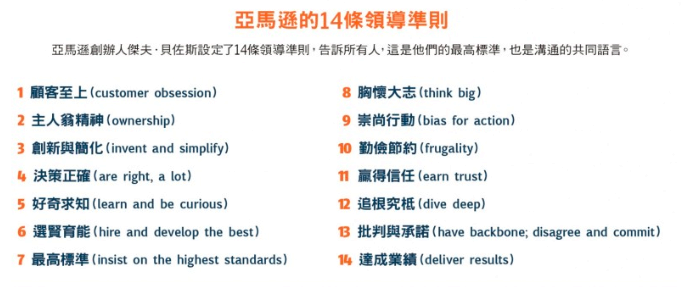 亞馬遜的14條領導準則
亞馬遜創辦人傑夫·貝佐斯設定了14條領導準則，告訴所有人，這是他們的最高標準，也是溝通的共同語言。
1 顧客至上(customer obsession)
2 主人翁精神(ownership)
3 創新與簡化(invent and simplify)
4 決策正確(are right, a lot)
5 好奇求知(learn and be curious)
6 選賢育能(hire and develop the best)
7 最高標準(insist on the highest standards)
8 胸懷大志(think big)
9 崇尚行動(bias for action)
10 勤儉節約(frugality)
11 贏得信任(earn trust)
12 追根究柢(dive deep)
13 批判與承諾(have backbone; disagree and commit)
14 達成業績(deliver results)